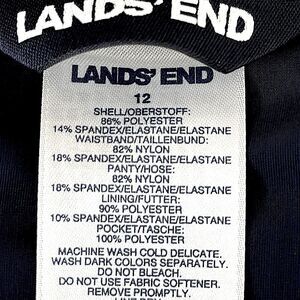 LANDS' END
LANDS' END
12
SHELL/OBERSTOFF:
86% POLYESTER
14% SPANDEX/ELASTANE/ELASTANE
WAISTBAND/TAILLENBUND:
82% NYLON
18% SPANDEX/ELASTANE/ELASTANE
PANTY/HOSE:
82% NYLON
18% SPANDEX/ELASTANE/ELASTANE
LINING/FUTTER:
90% POLYESTER
10% SPANDEX/ELASTANE/ELASTANE
POCKET/TASCHE:
100% POLYESTER
MACHINE WASH COLD DELICATE.
WASH DARK COLORS SEPARATELY.
DO NOT BLEACH.
DO NOT USE FABRIC SOFTENER.
REMOVE PROMPTLY.